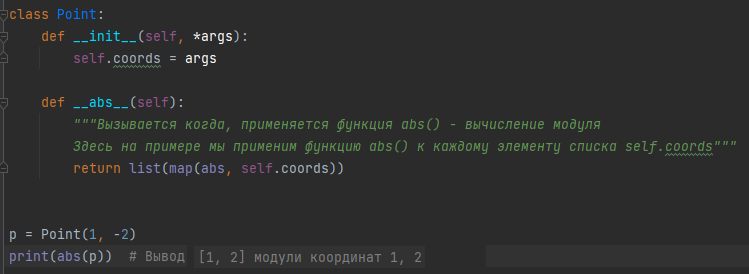 class Point:
    def __init__(self, *args):
        self.coords = args
    def __abs__(self):
        """Вызывается когда, применяется функция abs() - вычисление модуля
        Здесь на примере мы применим функцию abs() к каждому элементу списка self.coords"""
        return list(map(abs, self.coords))
p = Point(1, -2)
print(abs(p))  # Вывод [1, 2] модули координат 1, 2